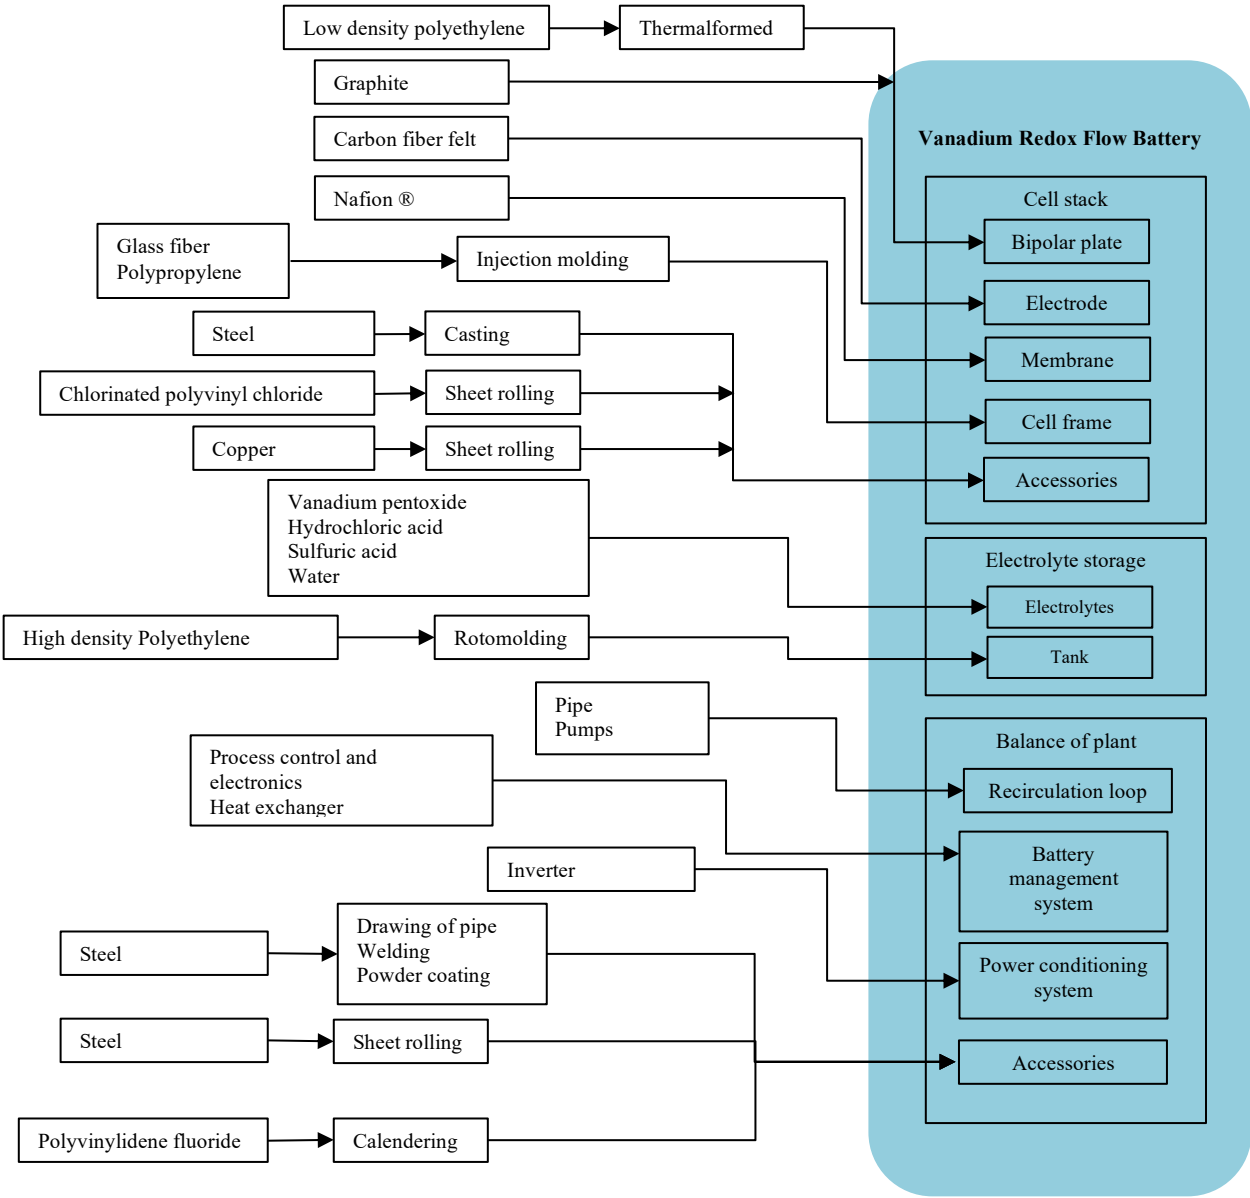 Low density polyethylene
Thermalformed
Graphite
Carbon fiber felt
Vanadium Redox Flow Battery
Nafion ®
Cell stack
Glass fiber
Polypropylene
Injection molding
Bipolar plate
Electrode
Steel
Casting
Membrane
Chlorinated polyvinyl chloride
Sheet rolling
Cell frame
Copper
Sheet rolling
Accessories
Vanadium pentoxide
Hydrochloric acid
Sulfuric acid
Water
Electrolyte storage
Electrolytes
High density Polyethylene
Rotomolding
Tank
Pipe
Pumps
Balance of plant
Process control and
electronics
Heat exchanger
Recirculation loop
Inverter
Battery
management
system
Steel
Drawing of pipe
Welding
Powder coating
Power conditioning
system
Steel
Sheet rolling
Accessories
Polyvinylidene fluoride
Calendering